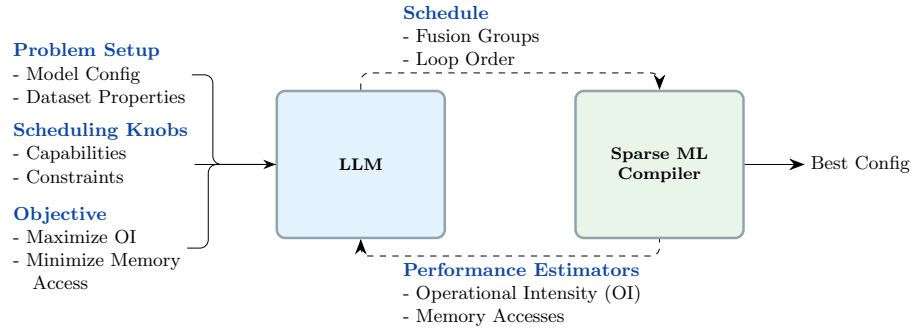 Schedule
- Fusion Groups
- Loop Order
Problem Setup
- Model Config
- Dataset Properties
Scheduling Knobs
- Capabilities
- Constraints
Objective
- Maximize OI
- Minimize Memory
Access
LLM
Sparse ML
Compiler
Best Config
Performance Estimators
- Operational Intensity (OI)
- Memory Accesses